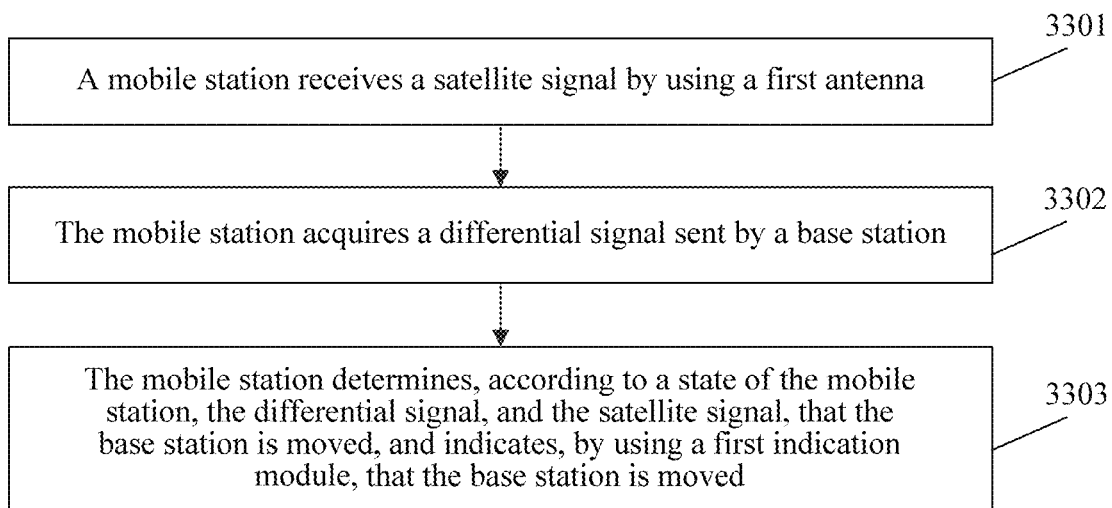 3301
A mobile station receives a satellite signal by using a first antenna
3302
The mobile station acquires a differential signal sent by a base station
3303
The mobile station determines, according to a state of the mobile
station, the differential signal, and the satellite signal, that the
base station is moved, and indicates, by using a first indication
module, that the base station is moved